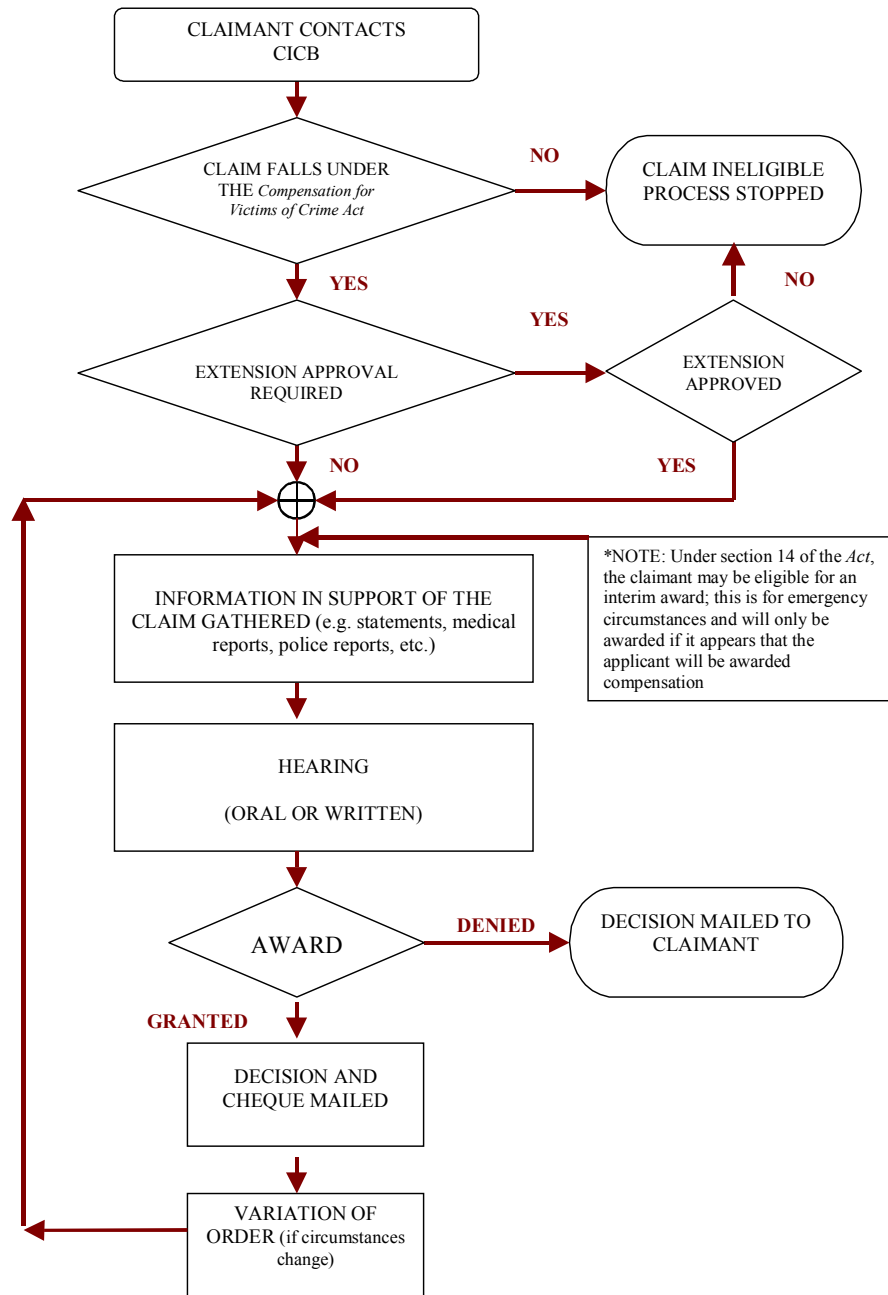 CLAIMANT CONTACTS
CICB
CLAIM FALLS UNDER
THE Compensation for
Victims of Crime Act
NO
CLAIM INELIGIBLE
PROCESS STOPPED
YES
NO
EXTENSION APPROVAL
REQUIRED
YES
EXTENSION
APPROVED
NO
YES
*NOTE: Under section 14 of the Act,
the claimant may be eligible for an
interim award; this is for emergency
circumstances and will only be
awarded if it appears that the
applicant will be awarded
compensation
INFORMATION IN SUPPORT OF THE
CLAIM GATHERED (e.g. statements, medical
reports, police reports, etc.)
HEARING
(ORAL OR WRITTEN)
AWARD
DENIED
DECISION MAILED TO
CLAIMANT
GRANTED
DECISION AND
CHEQUE MAILED
VARIATION OF
ORDER (if circumstances
change)